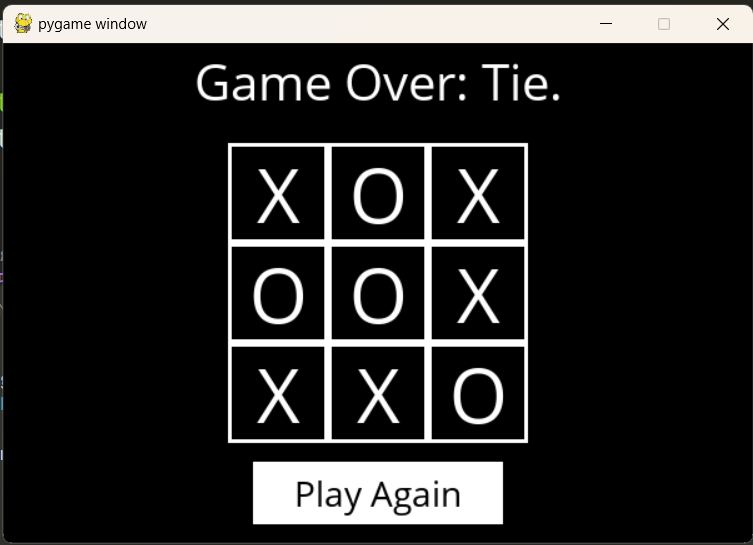 pygame window
Game Over: Tie.
X O X
O O X
X X O
Play Again